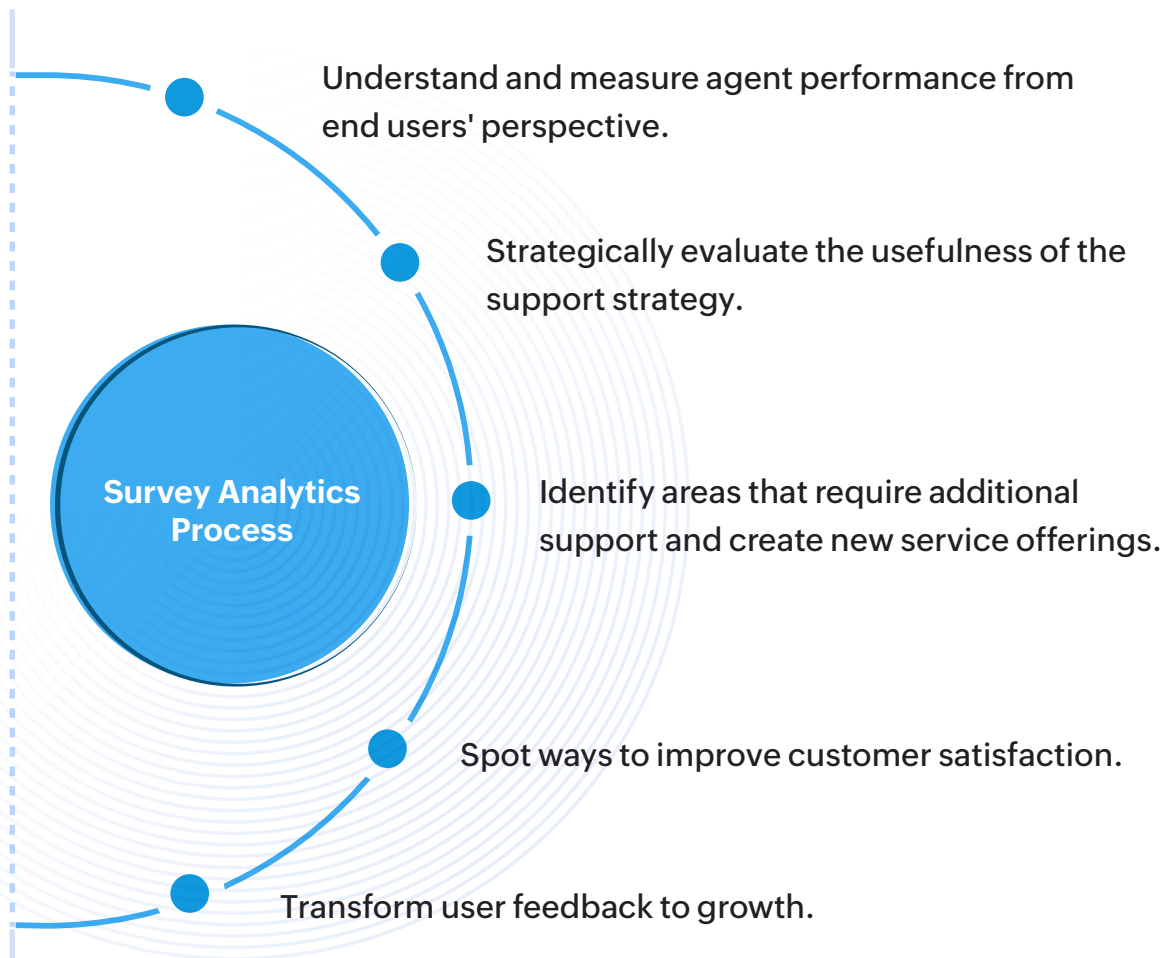 Understand and measure agent performance from
end users' perspective.
Strategically evaluate the usefulness of the
support strategy.
Survey Analytics
Process
Identify areas that require additional
support and create new service offerings.
Spot ways to improve customer satisfaction.
Transform user feedback to growth.